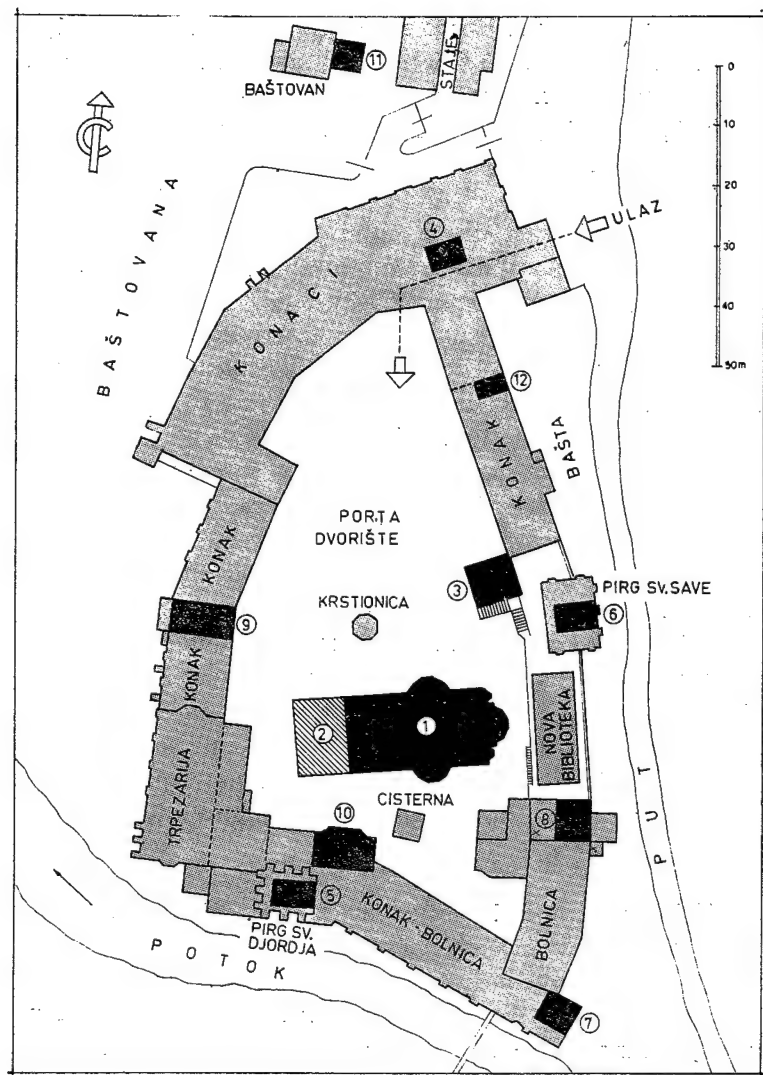 ⑪
STAJE
BAŠTOVAN
0
10
20
30
40
50m
BAŠTOVANA
ULAZ
④
KONACI
⑫
KONAK
BAŠTA
PORTA
DVORIŠTE
③
PIRG SV. SAVE
⑥
KRSTIONICA
KONAK
⑨
KONAK
②
①
NOVA
BIBLIOTEKA
TRPEZARIJA
CISTERNA
⑩
⑧
PUT
⑤
KONAK-BOLNICA
BOLNICA
PIRG SV.
DJORDJA
POTOK
⑦